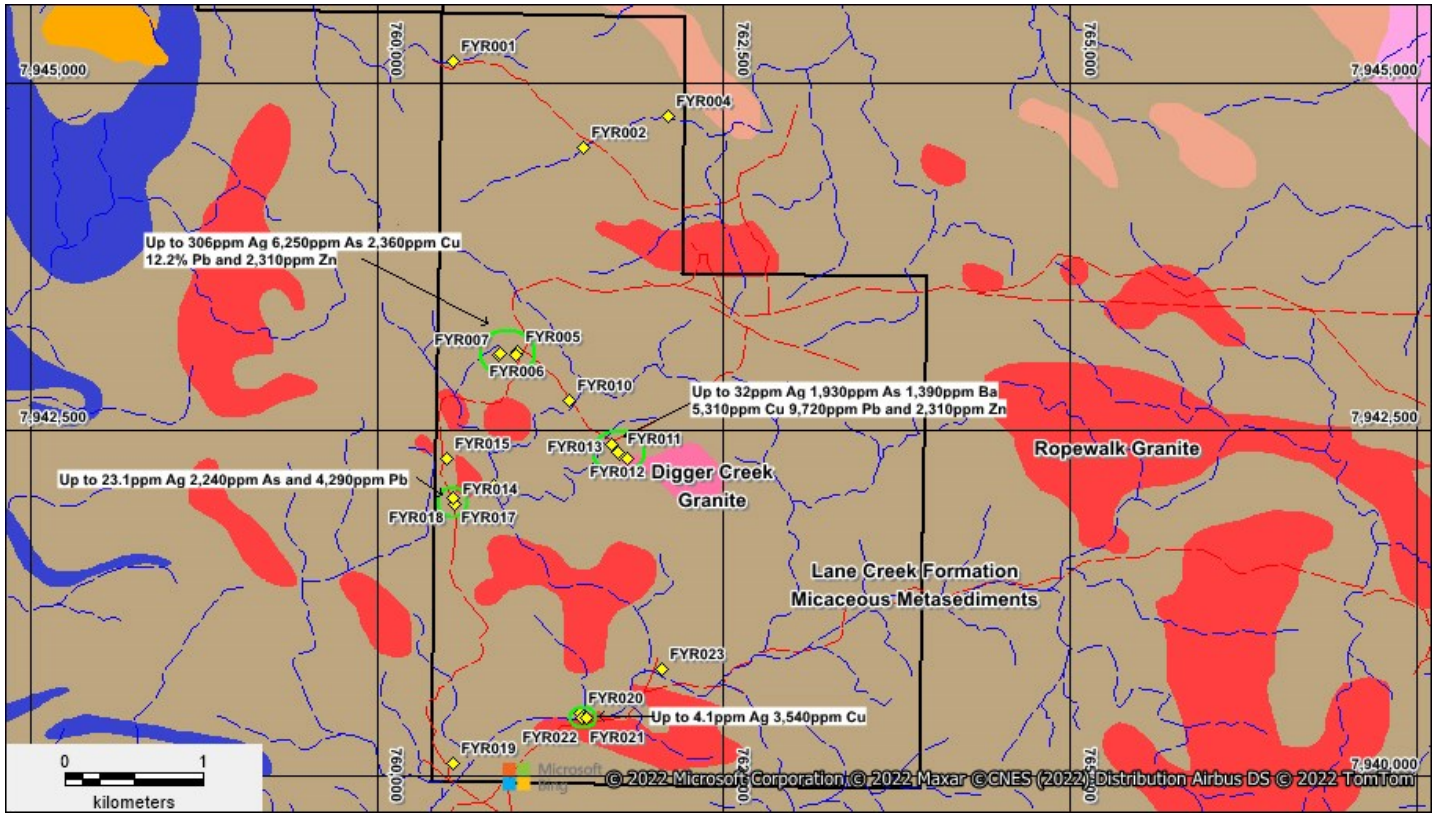 760,000
762,500
765,000
FYR001
7,945,000
7,945,000
FYR004
FYR002
Up to 306ppm Ag 6,250ppm As 2,360ppm Cu
12.2% Pb and 2,310ppm Zn
FYR007
FYR005
FYR006
FYR010
Up to 32ppm Ag 1,930ppm As 1,390ppm Ba
5,310ppm Cu 9,720ppm Pb and 2,310ppm Zn
7,942,500
7,942,500
FYR015
FYR013
FYR011
FYR012
Digger Creek
Granite
Ropewalk Granite
Up to 23.1ppm Ag 2,240ppm As and 4,290ppm Pb
FYR014
FYR018
FYR017
Lane Creek Formation
Micaceous Metasediments
FYR023
FYR020
Up to 4.1ppm Ag 3,540ppm Cu
FYR022
FYR021
FYR019
760,000
7,940,000
0
1
kilometers
Microsoft
Bing
© 2022 Microsoft Corporation © 2022 Maxar ©CNES (2022) Distribution Airbus DS © 2022 TomTom